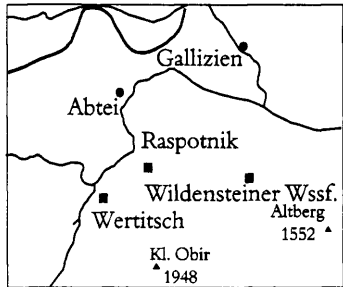 Gallizien
Abtei
Raspotnik
Wildensteiner Wssf.
Wertitsch
Altberg
1552
Kl. Obir
1948